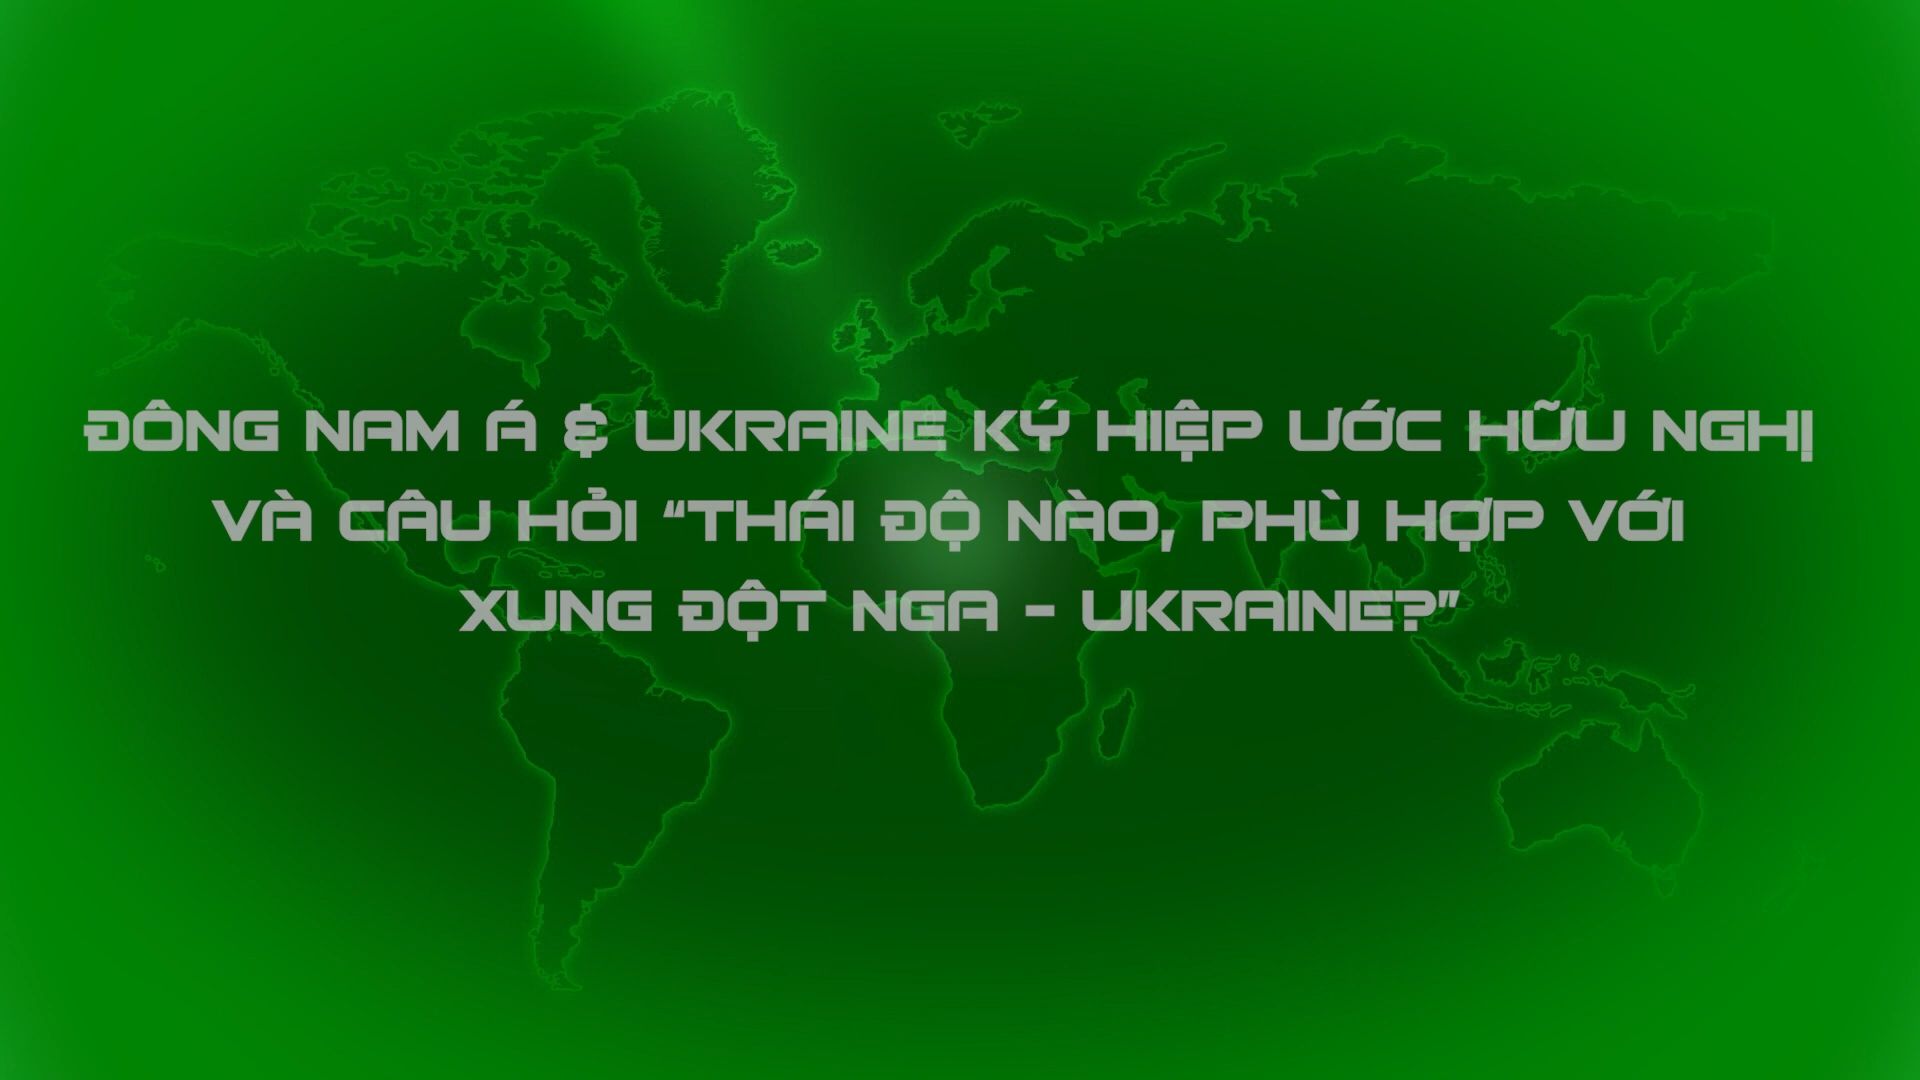 ĐÔNG NAM Á & UKRAINE KÝ HIỆP ƯỚC HỮU NGHỊ
VÀ CÂU HỎI “THÁI ĐỘ NÀO, PHÙ HỢP VỚI
XUNG ĐỘT NGA - UKRAINE?”